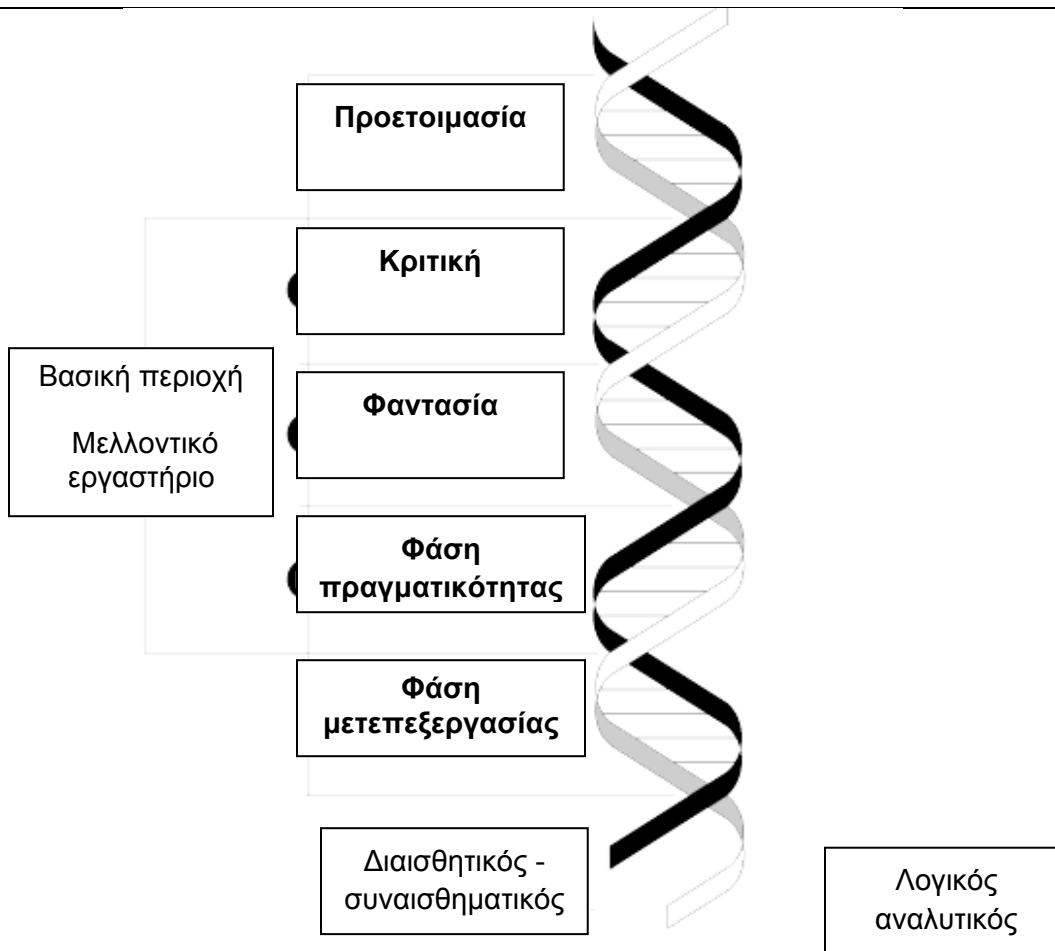 Προετοιμασία
Κριτική
Βασική περιοχή
Μελλοντικό
εργαστήριο
Φαντασία
Φάση
πραγματικότητας
Φάση
μετεπεξεργασίας
Διαισθητικός -
συναισθηματικός
Λογικός
αναλυτικός